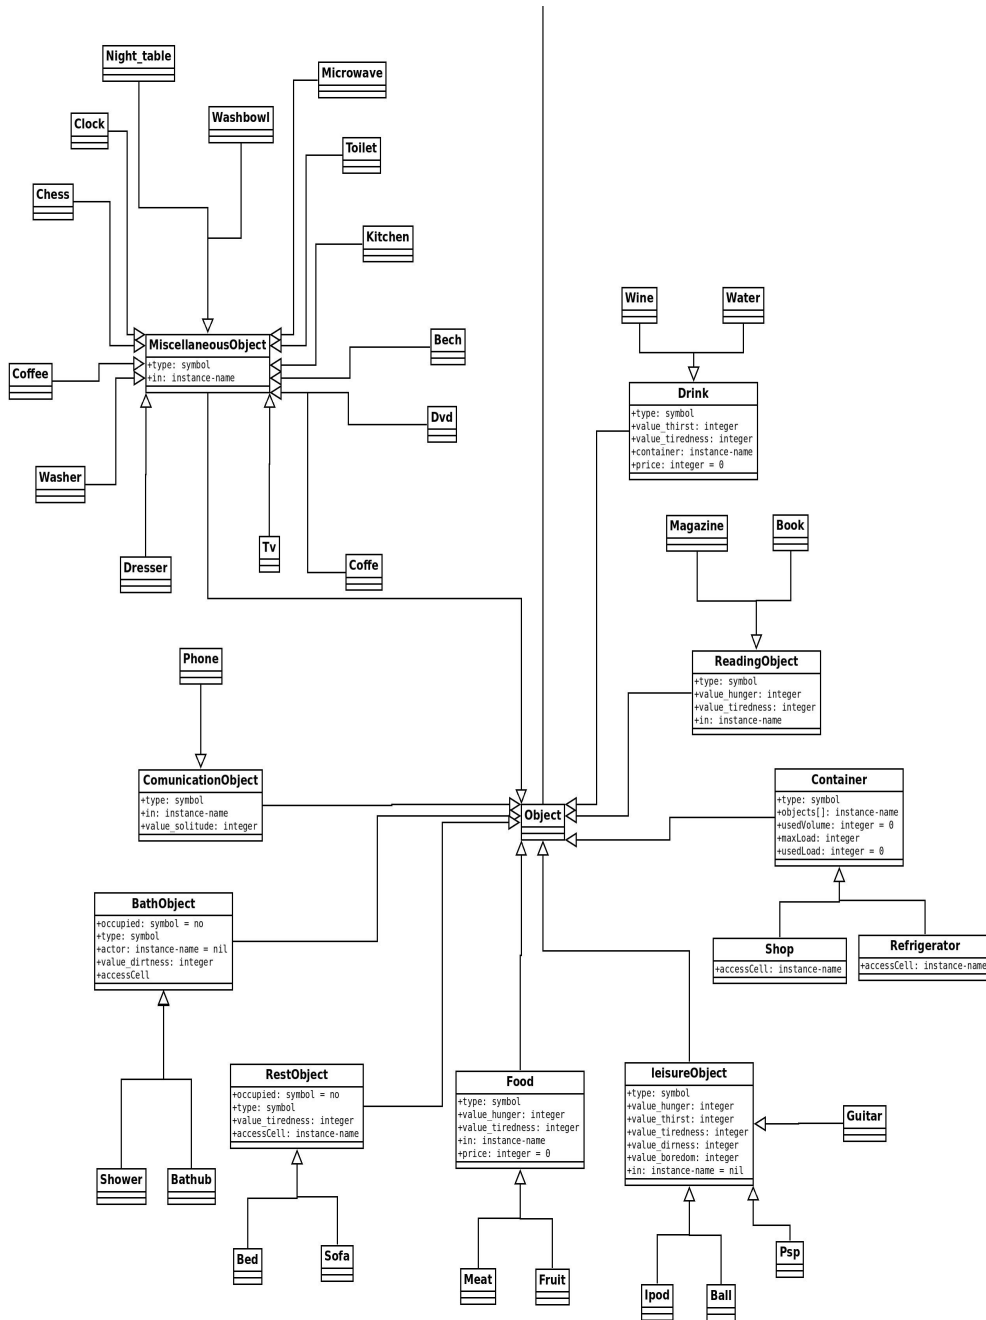 Night_table
Microwave
Clock
Washbowl
Toilet
Chess
Kitchen
Wine
Water
MiscellaneousObject
+type: symbol
+in: instance-name
Bech
Coffee
Drink
+type: symbol
+value_thirst: integer
+value_tiredness: integer
+container: instance-name
+price: integer = 0
Dvd
Washer
Magazine
Book
Tv
Dresser
Coffe
Phone
ReadingObject
+type: symbol
+value_hunger: integer
+value_tiredness: integer
+in: instance-name
ComunicationObject
+type: symbol
+in: instance-name
+value_solitude: integer
Object
Container
+type: symbol
+objects[]: instance-name
+usedVolume: integer = 0
+maxLoad: integer
+usedLoad: integer = 0
BathObject
+occupied: symbol = no
+type: symbol
+actor: instance-name = nil
+value_dirtness: integer
+accessCell
Shop
+accessCell: instance-name
Refrigerator
+accessCell: instance-name
RestObject
+occupied: symbol = no
+type: symbol
+value_tiredness: integer
+accessCell: instance-name
Food
+type: symbol
+value_hunger: integer
+value_tiredness: integer
+in: instance-name
+price: integer = 0
leisureObject
+type: symbol
+value_hunger: integer
+value_thirst: integer
+value_tiredness: integer
+value_dirness: integer
+value_boredom: integer
+in: instance-name = nil
Guitar
Shower
Bathub
Bed
Sofa
Meat
Fruit
Psp
Ipod
Ball